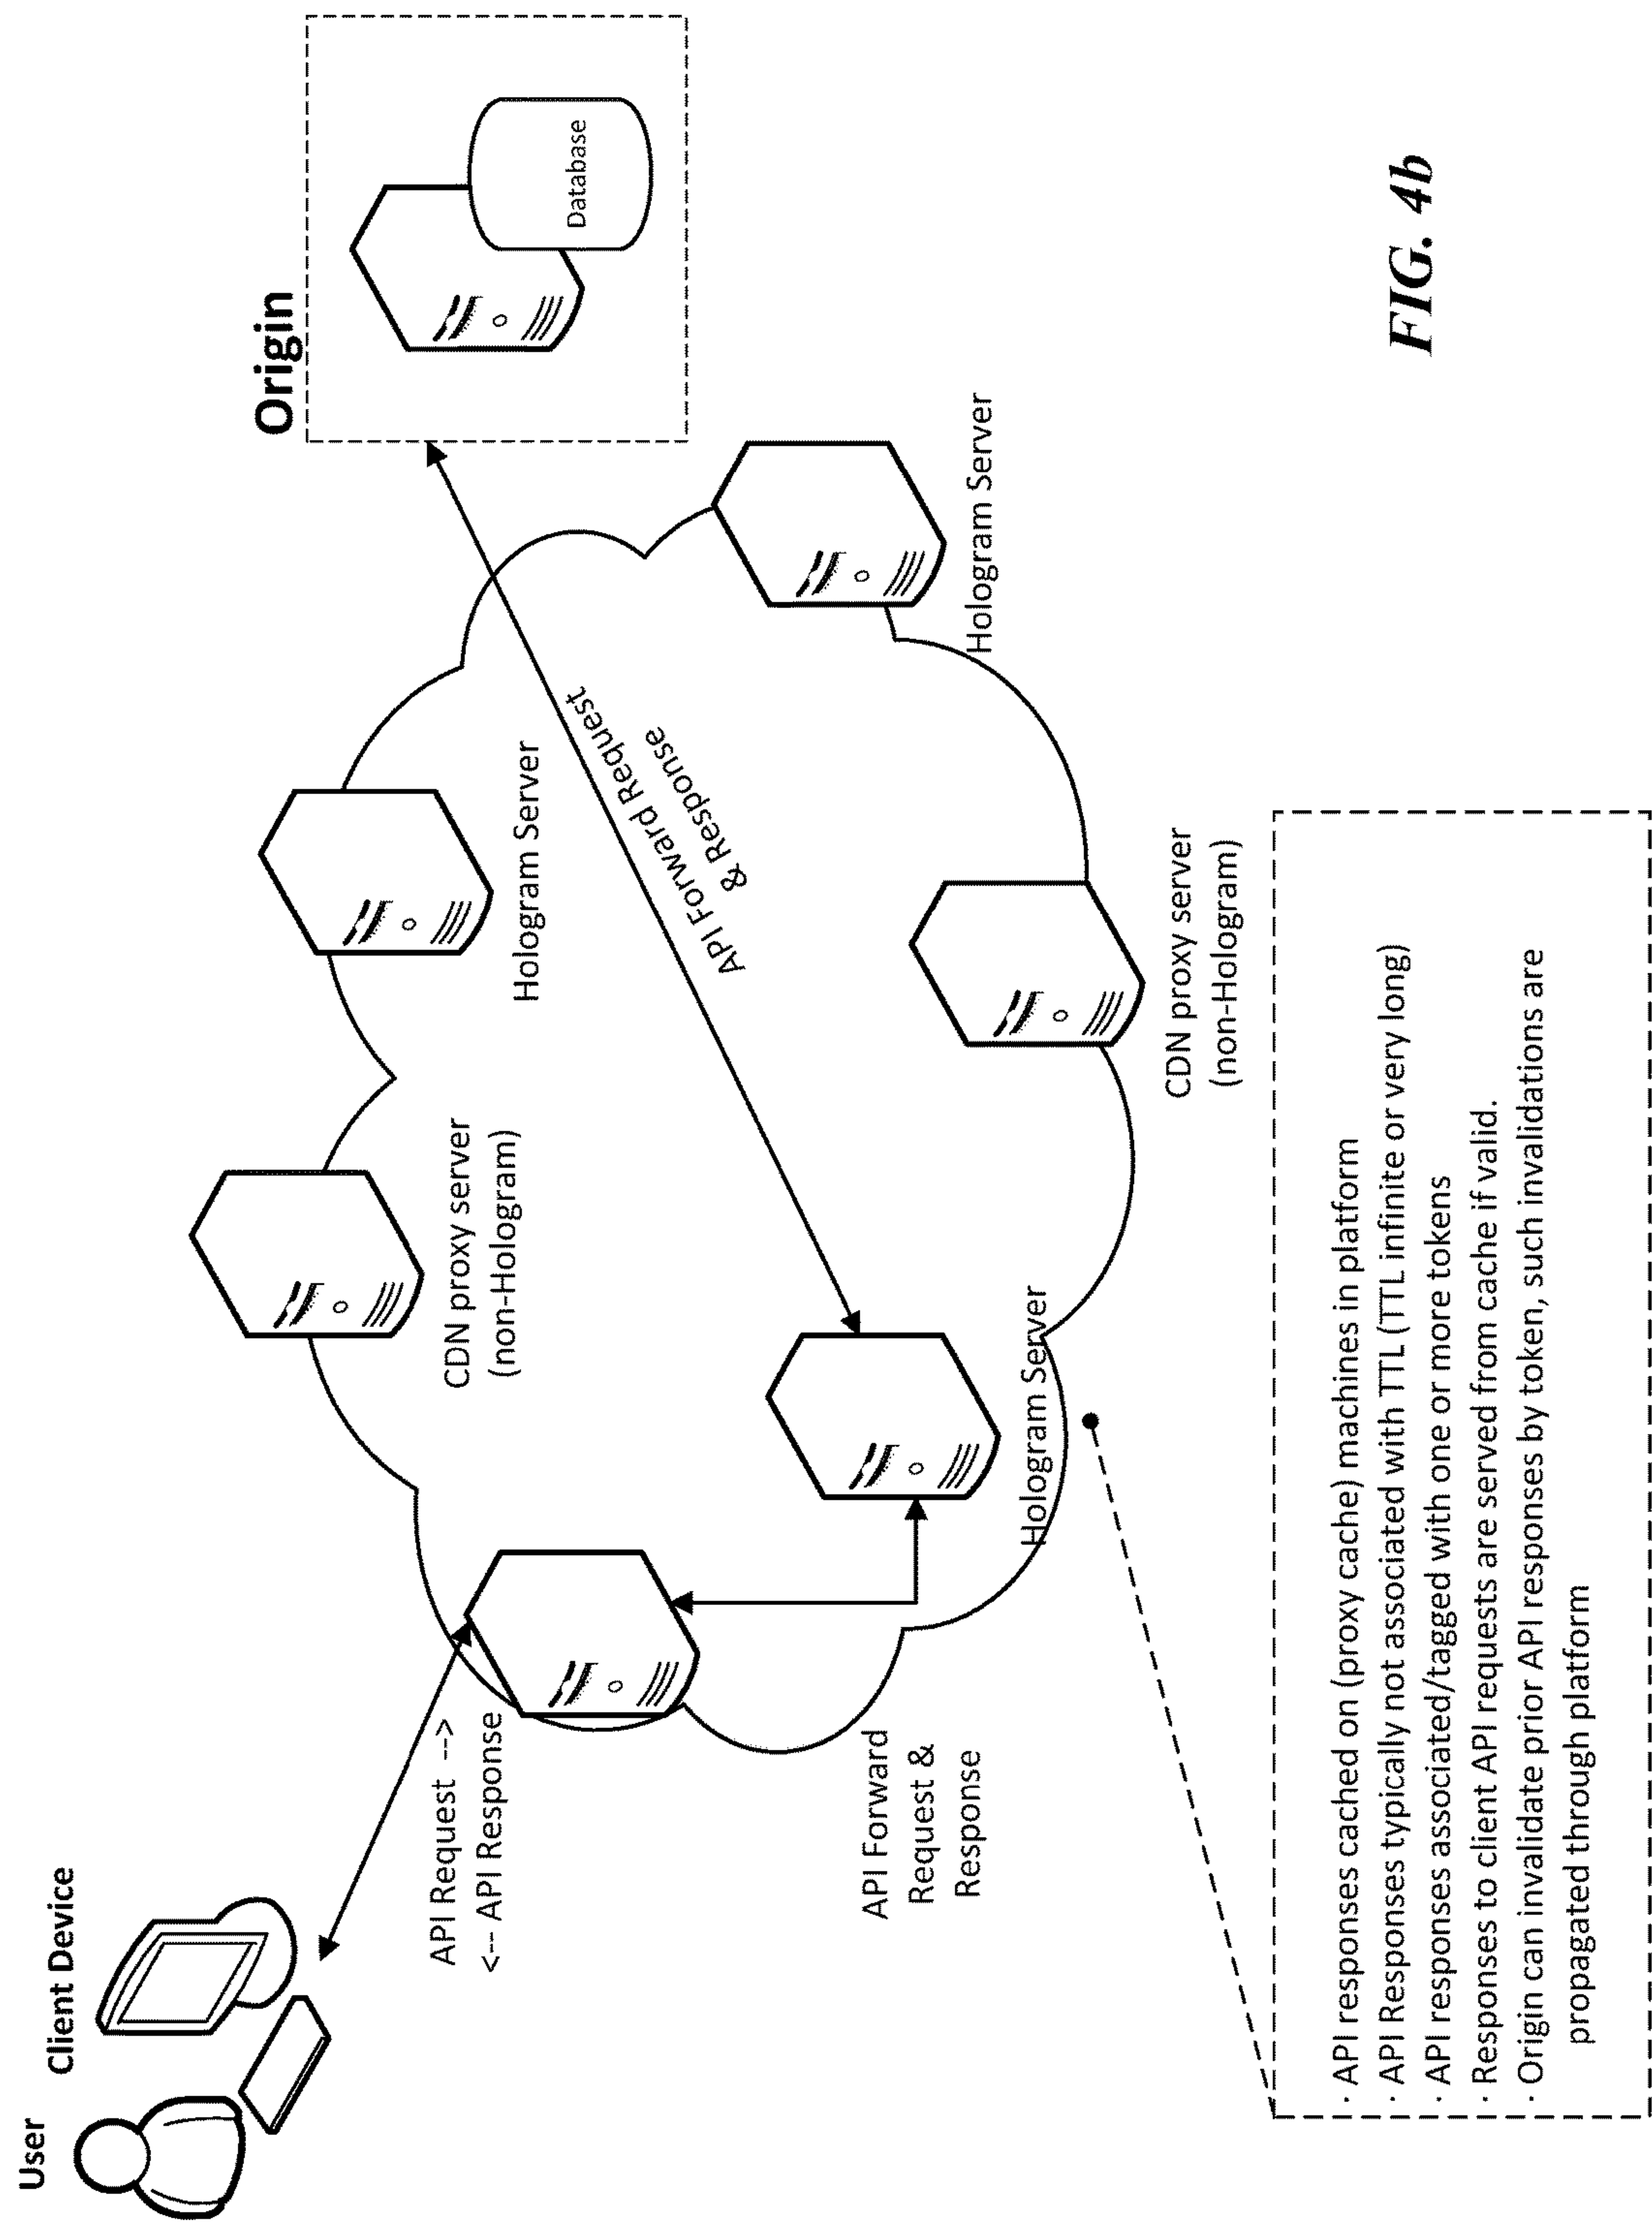 User
Client Device
API Request -->
<-- API Response
API Forward
Request &
Response
CDN proxy server
(non-Hologram)
Hologram Server
Hologram Server
API Forward Request
& Response
Origin
Database
Hologram Server
CDN proxy server
(non-Hologram)
· API responses cached on (proxy cache) machines in platform
· API Responses typically not associated with TTL (TTL infinite or very long)
· API responses associated/tagged with one or more tokens
· Responses to client API requests are served from cache if valid.
· Origin can invalidate prior API responses by token, such invalidations are
propagated through platform
FIG. 4b